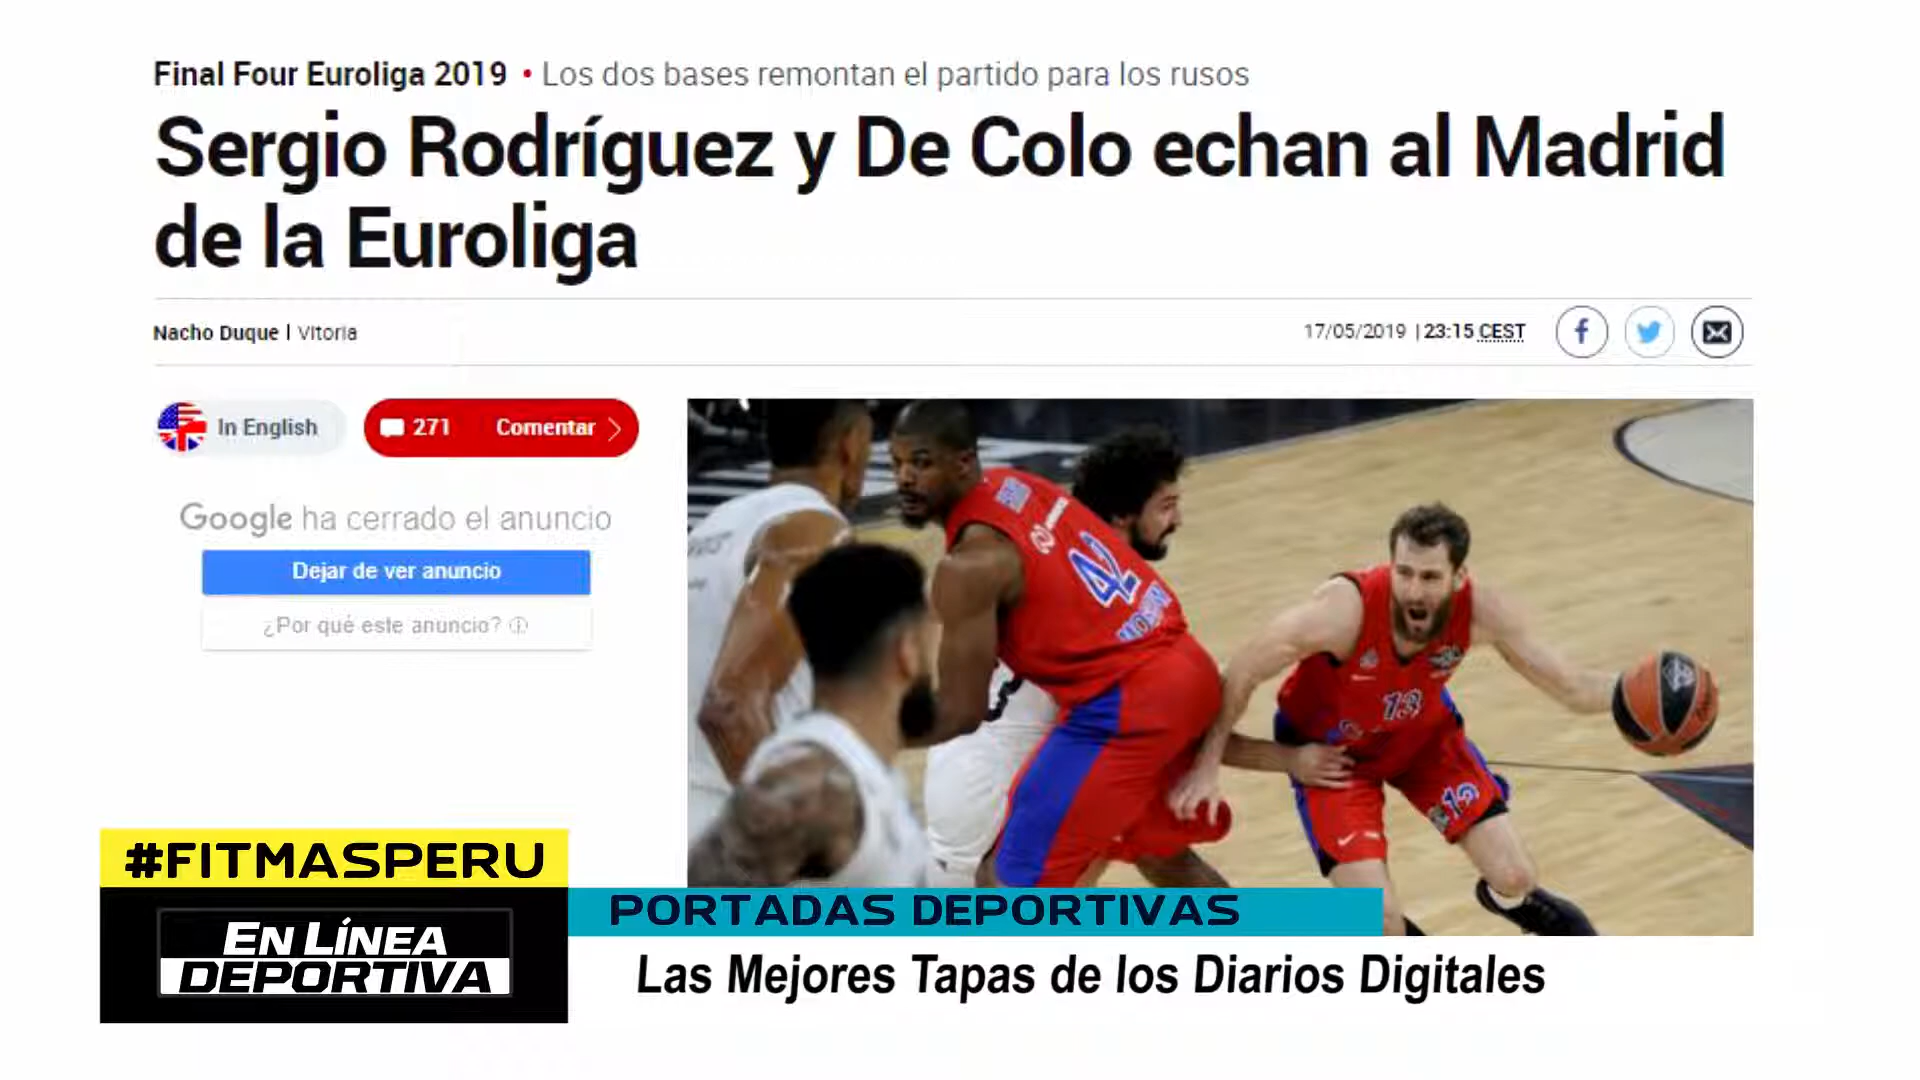 Final Four Euroliga 2019 • Los dos bases remontan el partido para los rusos
Sergio Rodríguez y De Colo echan al Madrid
de la Euroliga
Nacho Duque | Vitoria
17/05/2019 | 23:15 CEST
In English
271 Comentar
Google ha cerrado el anuncio
Dejar de ver anuncio
¿Por qué este anuncio?
42
13
13
#FITMASPERU
EN LÍNEA
DEPORTIVA
PORTADAS DEPORTIVAS
Las Mejores Tapas de los Diarios Digitales